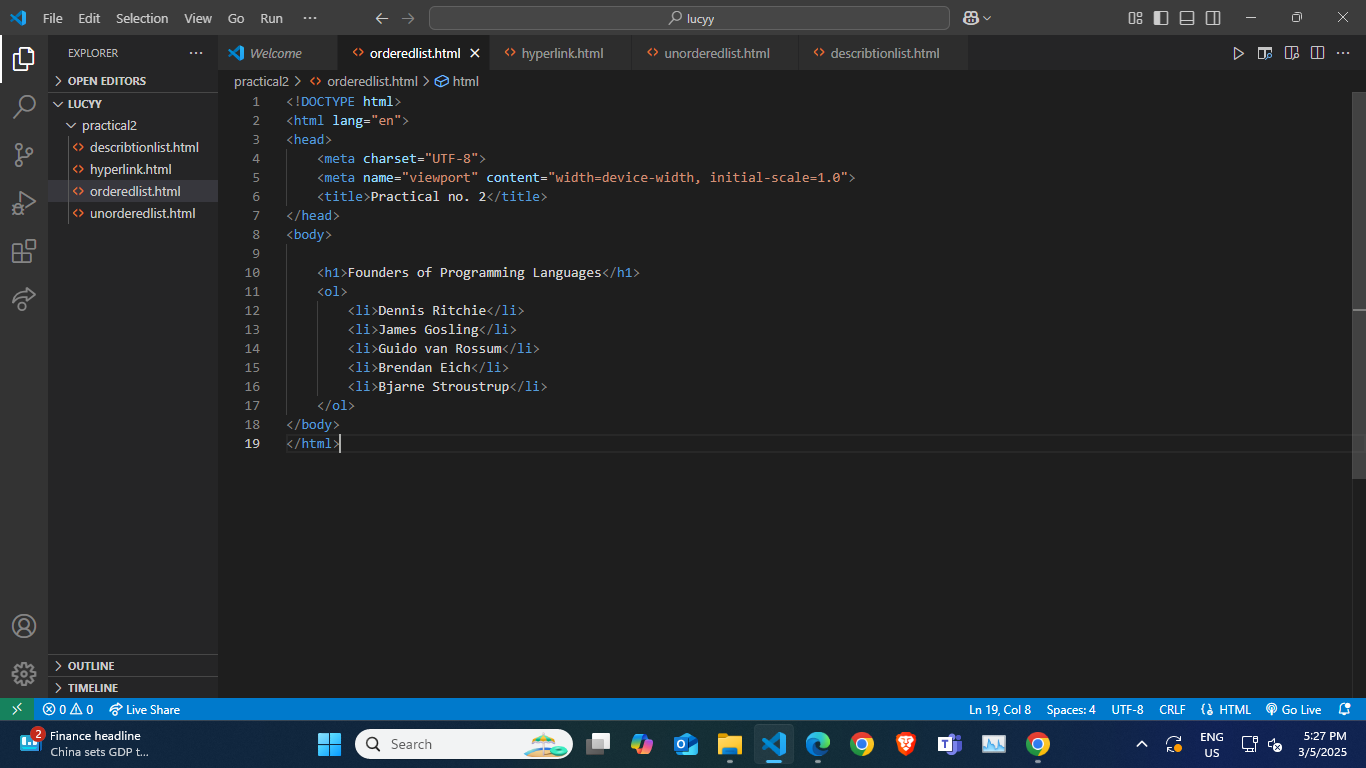 File Edit Selection View Go Run ··· lucyy
EXPLORER ···
OPEN EDITORS
LUCYY
practical2
describtionlist.html
hyperlink.html
orderedlist.html
unorderedlist.html
OUTLINE
TIMELINE
Welcome orderedlist.html hyperlink.html unorderedlist.html describtionlist.html
practical2 > orderedlist.html > html
1 <!DOCTYPE html>
2 <html lang="en">
3 <head>
4 <meta charset="UTF-8">
5 <meta name="viewport" content="width=device-width, initial-scale=1.0">
6 <title>Practical no. 2</title>
7 </head>
8 <body>
9
10 <h1>Founders of Programming Languages</h1>
11 <ol>
12 <li>Dennis Ritchie</li>
13 <li>James Gosling</li>
14 <li>Guido van Rossum</li>
15 <li>Brendan Eich</li>
16 <li>Bjarne Stroustrup</li>
17 </ol>
18 </body>
19 </html>
0 0 Live Share Ln 19, Col 8 Spaces: 4 UTF-8 CRLF HTML Go Live
2
Finance headline
China sets GDP t...
Search
ENG
US
5:27 PM
3/5/2025